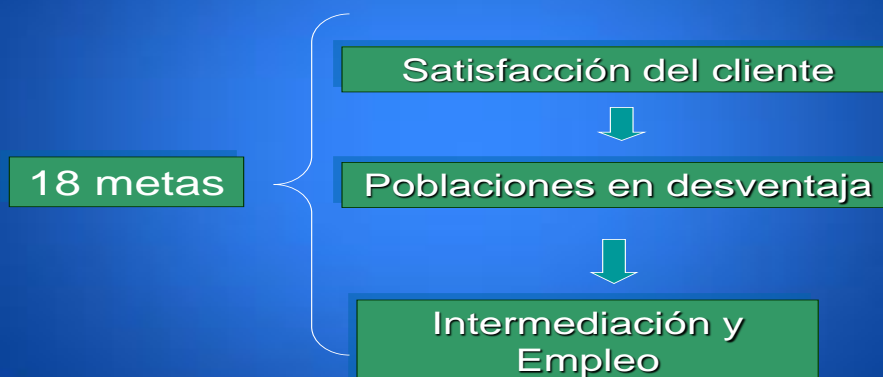 Satisfacción del cliente
18 metas
Poblaciones en desventaja
Intermediación y
Empleo